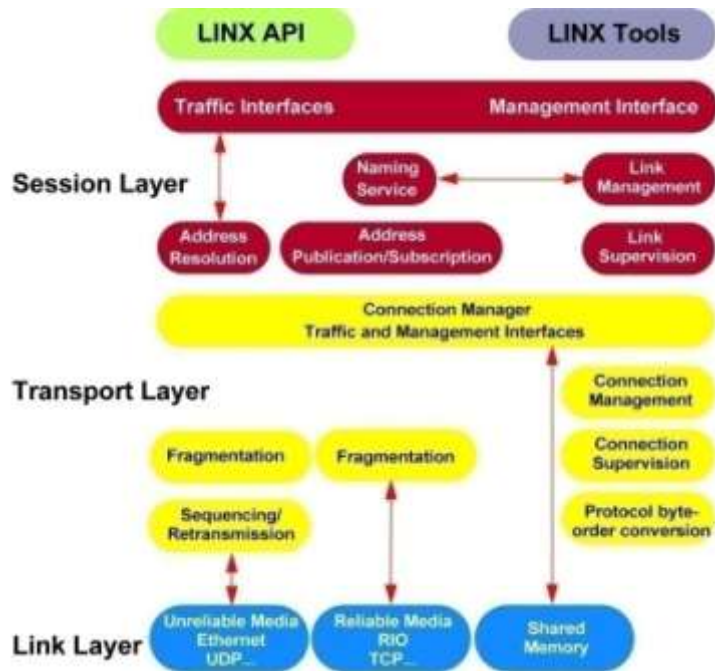 LINX API
LINX Tools
Traffic Interfaces
Management Interface
Session Layer
Naming
Service
Link
Management
Address
Resolution
Address
Publication/Subscription
Link
Supervision
Connection Manager
Traffic and Management Interfaces
Transport Layer
Connection
Management
Fragmentation
Fragmentation
Connection
Supervision
Sequencing/
Retransmission
Protocol byte-
order conversion
Link Layer
Unreliable Media
Ethernet
UDP...
Reliable Media
RIO
TCP...
Shared
Memory